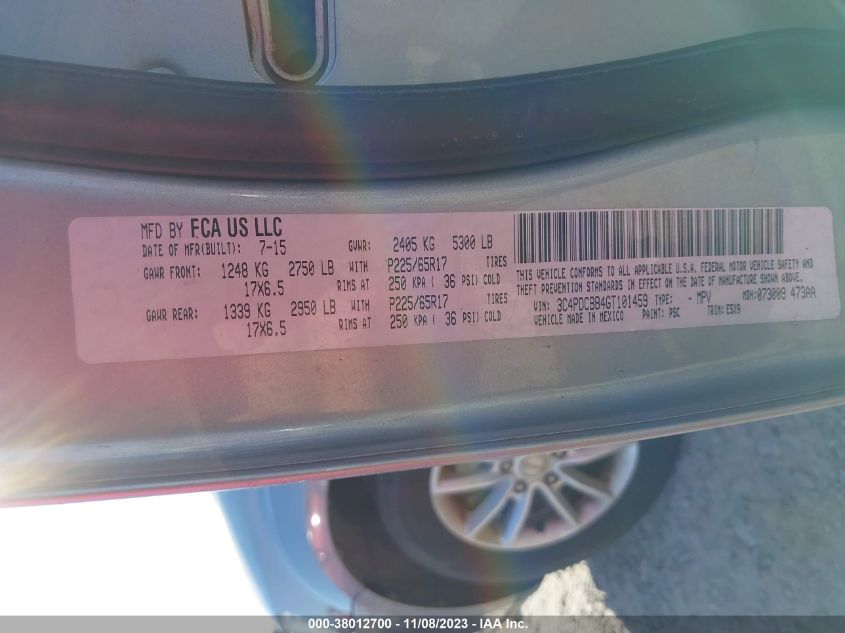 MFD BY FCA US LLC
DATE OF MFR(BUILT): 7-15 GVWR: 2405 KG 5300 LB
GAWR FRONT: 1248 KG 2750 LB WITH P225/65R17 TIRES
17X6.5 RIMS AT 250 KPA ( 36 PSI) COLD
GAWR REAR: 1339 KG 2950 LB WITH P225/65R17 TIRES
17X6.5 RIMS AT 250 KPA ( 36 PSI) COLD
THIS VEHICLE CONFORMS TO ALL APPLICABLE U.S.A. FEDERAL MOTOR VEHICLE SAFETY AND
THEFT PREVENTION STANDARDS IN EFFECT ON THE DATE OF MANUFACTURE SHOWN ABOVE.
VIN: 3C4PDCBB4GT101459 TYPE: - MPV MDH:073009 473AA
VEHICLE MADE IN MEXICO PAINT: PSC TRIM: E5X9
000-38012700 - 11/08/2023 - IAA Inc.